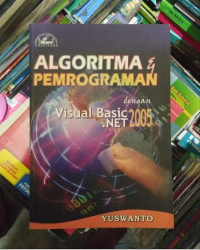 ALGORITMA &
PEMROGRAMAN
dengan
Visual Basic
.NET 2005
YUSWANTO